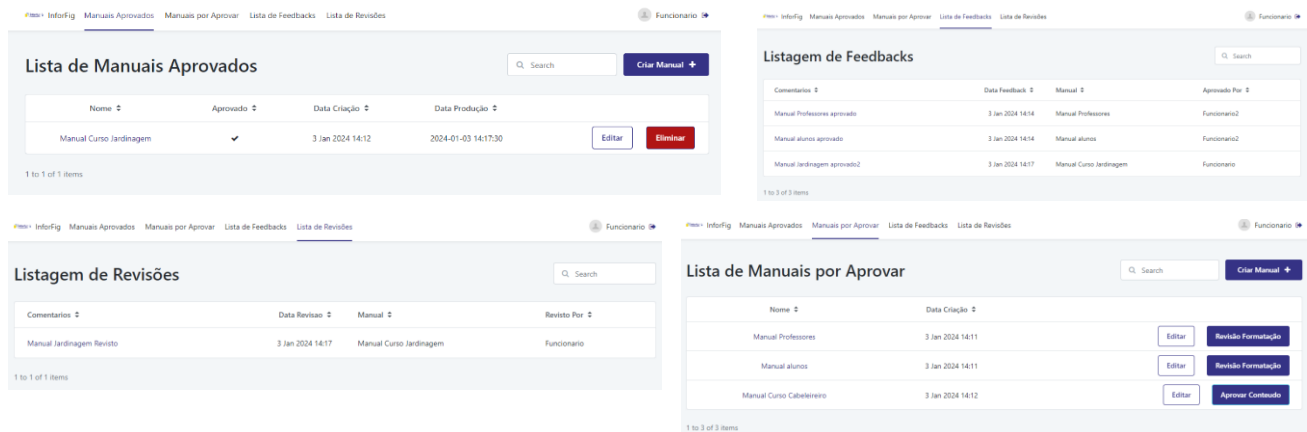 InforFig Manuais Aprovados Manuais por Aprovar Lista de Feedbacks Lista de Revisões Funcionario
Lista de Manuais Aprovados Search Criar Manual +
Nome Aprovado Data Criação Data Produção
Manual Curso Jardinagem ✔ 3 Jan 2024 14:12 2024-01-03 14:17:30 Editar Eliminar
1 to 1 of 1 items
InforFig Manuais Aprovados Manuais por Aprovar Lista de Feedbacks Lista de Revisões Funcionario
Listagem de Feedbacks Search
Comentarios Data Feedback Manual Aprovado Por
Manual Professores aprovado 3 Jan 2024 14:14 Manual Professores Funcionario2
Manual alunos aprovado 3 Jan 2024 14:14 Manual alunos Funcionario2
Manual Jardinagem aprovado2 3 Jan 2024 14:17 Manual Curso Jardinagem Funcionario
1 to 3 of 3 items
InforFig Manuais Aprovados Manuais por Aprovar Lista de Feedbacks Lista de Revisões Funcionario
Listagem de Revisões Search
Comentarios Data Revisao Manual Revisto Por
Manual Jardinagem Revisto 3 Jan 2024 14:17 Manual Curso Jardinagem Funcionario
1 to 1 of 1 items
InforFig Manuais Aprovados Manuais por Aprovar Lista de Feedbacks Lista de Revisões Funcionario
Lista de Manuais por Aprovar Search Criar Manual +
Nome Data Criação
Manual Professores 3 Jan 2024 14:11 Editar Revisão Formatação
Manual alunos 3 Jan 2024 14:11 Editar Revisão Formatação
Manual Curso Cabeleireiro 3 Jan 2024 14:12 Editar Aprovar Conteudo
1 to 3 of 3 items